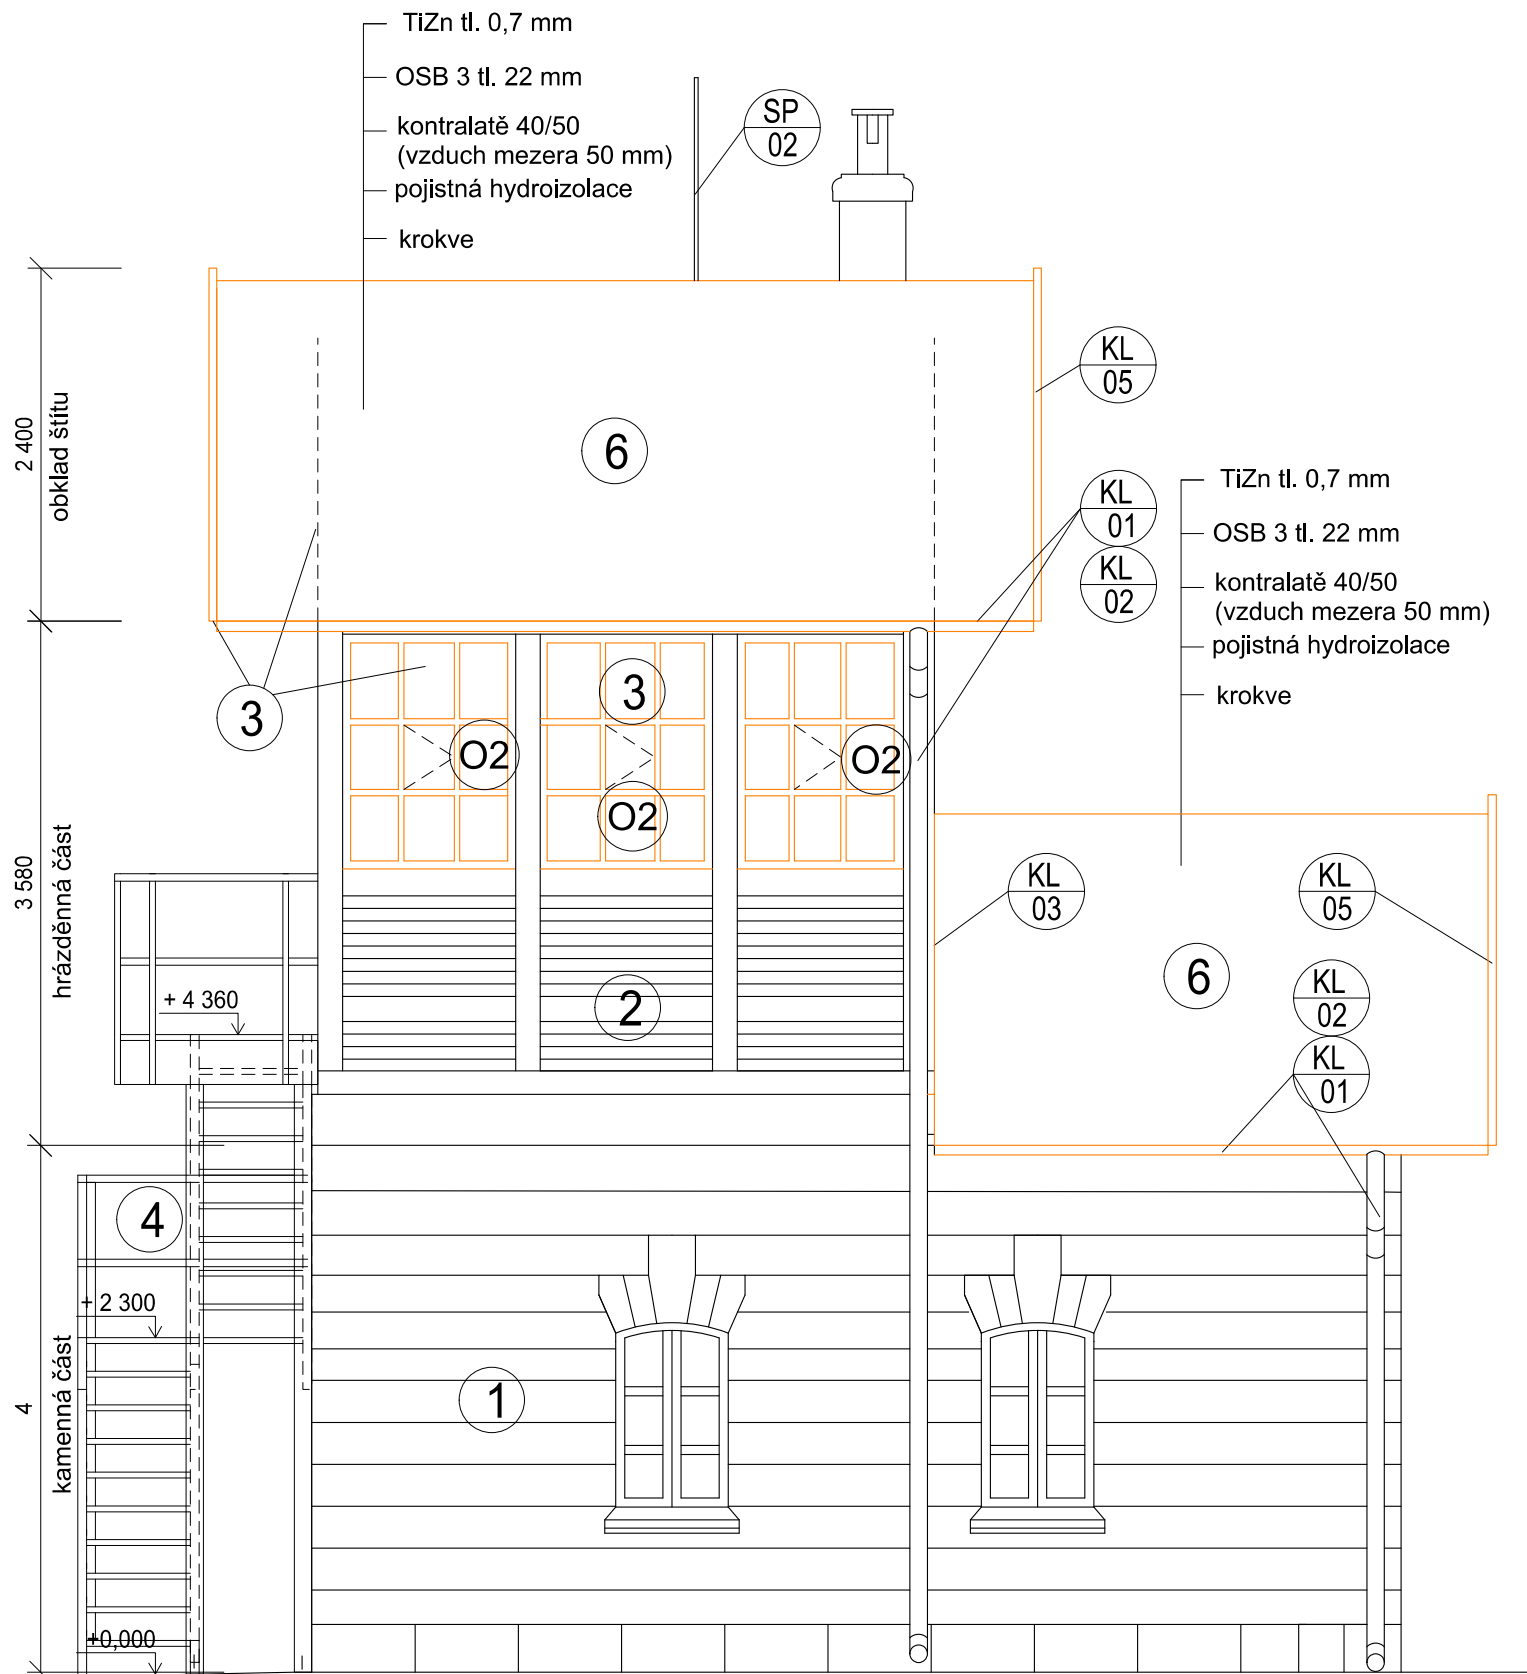 TiZn tl. 0,7 mm
OSB 3 tl. 22 mm
kontralatě 40/50
(vzduch mezera 50 mm)
pojistná hydroizolace
krokve
SP
02
KL
05
2 400
obklad štítu
6
KL
01
KL
02
TiZn tl. 0,7 mm
OSB 3 tl. 22 mm
kontralatě 40/50
(vzduch mezera 50 mm)
pojistná hydroizolace
krokve
3
3
O2
O2
O2
3 580
hrázděnná část
KL
03
KL
05
6
+ 4 360
2
KL
02
KL
01
4
+ 2 300
4
kamenná část
1
+0,000